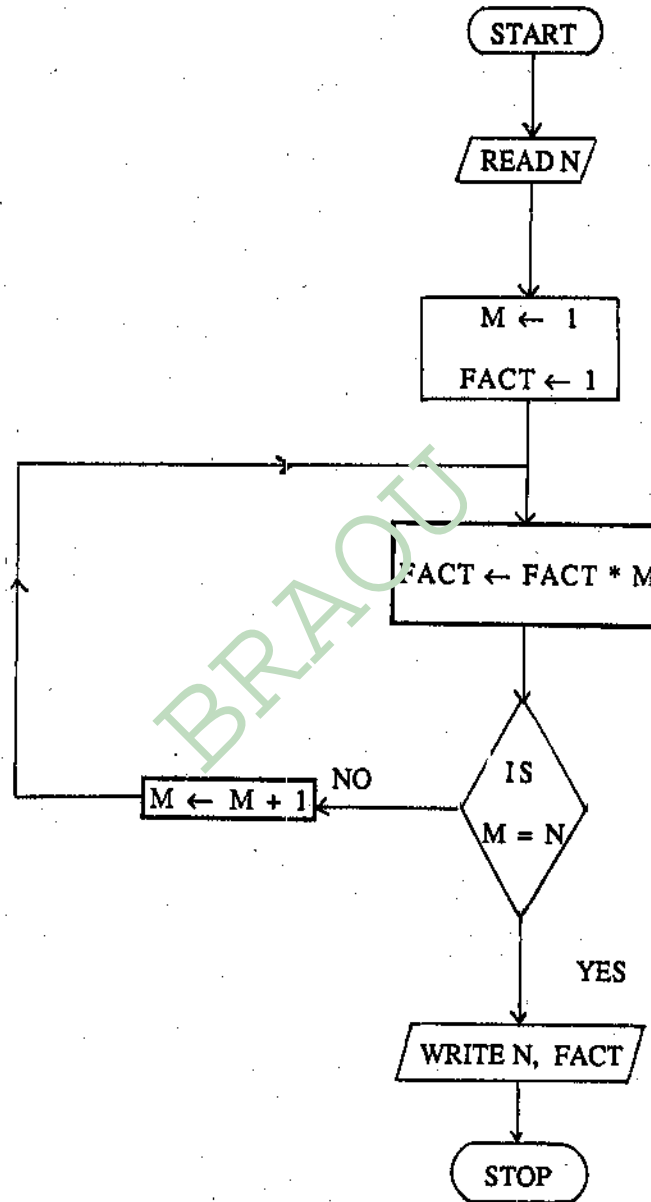 START
READ N
M ← 1
FACT ← 1
FACT ← FACT * M
BRAOU
IS
M = N
NO
M ← M + 1
YES
WRITE N, FACT
STOP